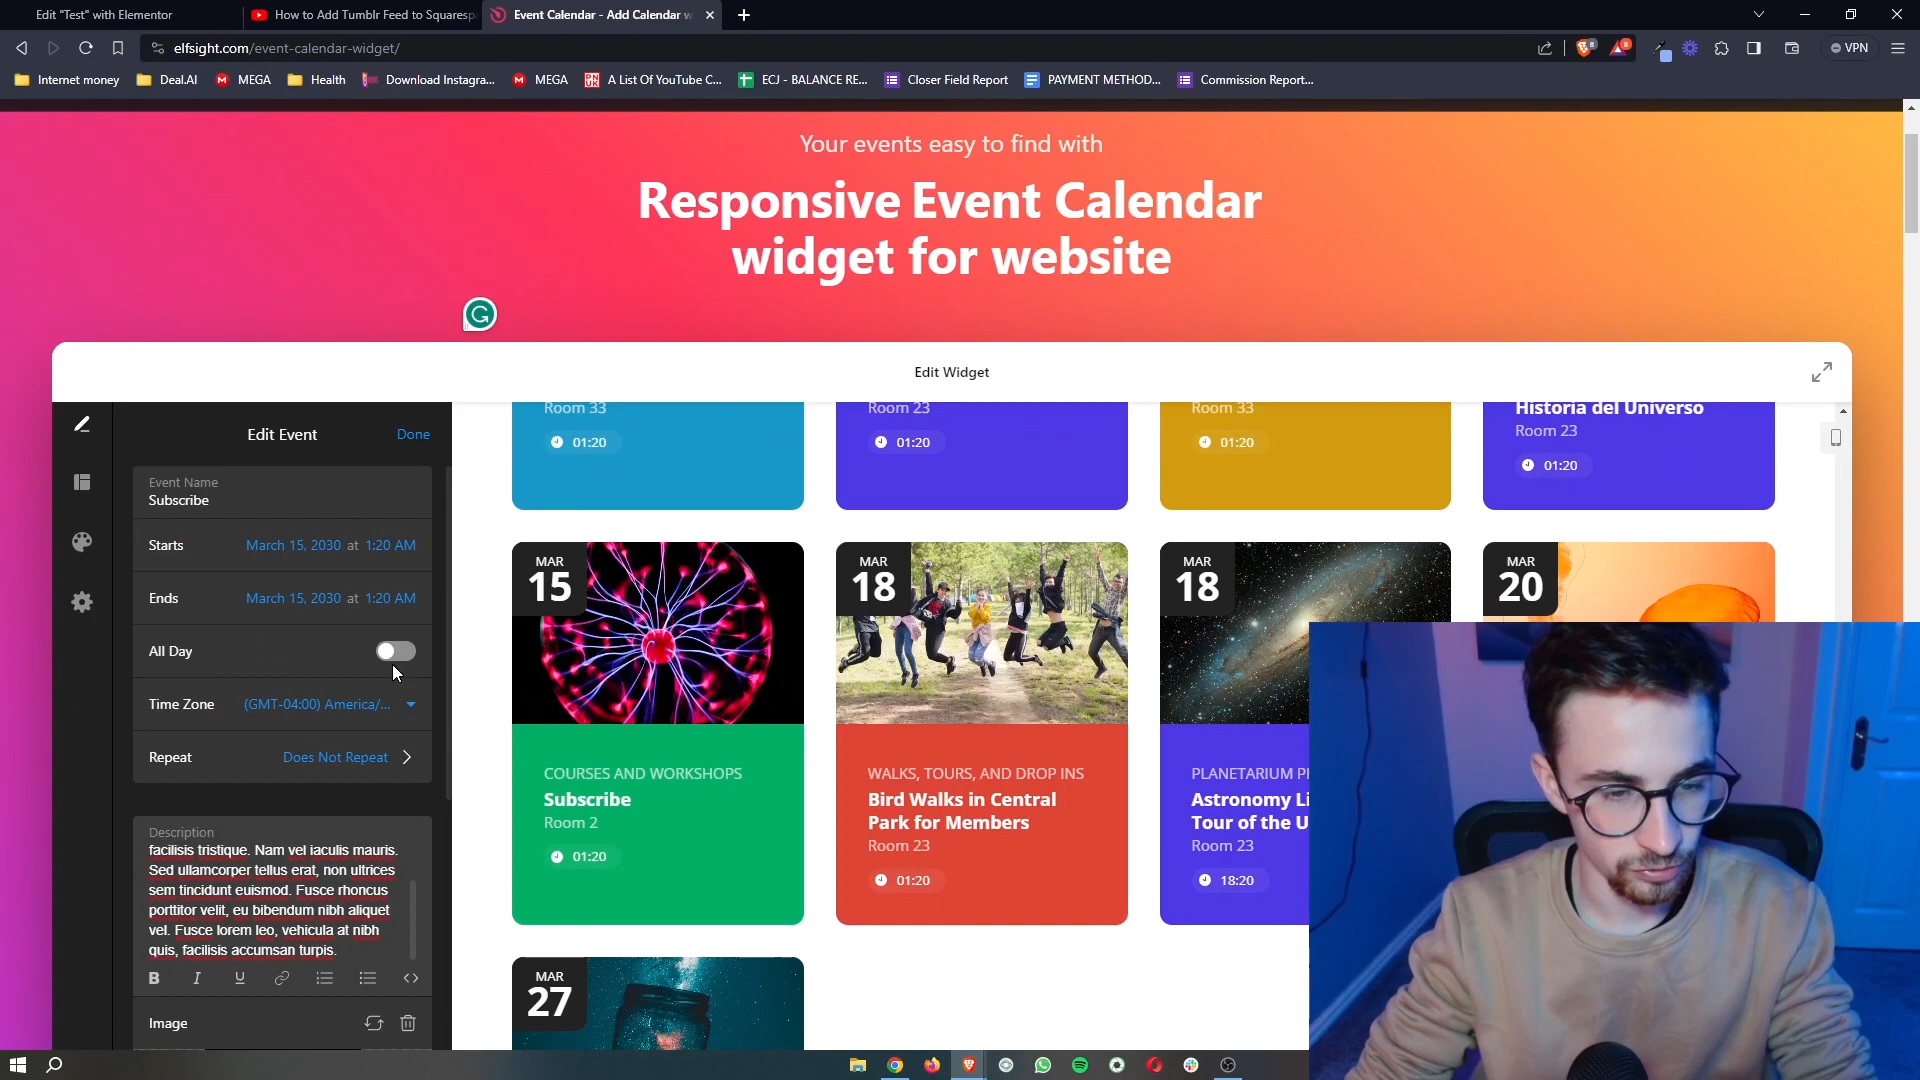 Edit "Test" with Elementor
How to Add Tumblr Feed to Squaresp
Event Calendar - Add Calendar w
elfsight.com/event-calendar-widget/
VPN
Internet money
Deal.AI
MEGA
Health
Download Instagra...
MEGA
A List Of YouTube C...
ECJ - BALANCE RE...
Closer Field Report
PAYMENT METHOD...
Commission Report...
Your events easy to find with
Responsive Event Calendar
widget for website
Edit Widget
Edit Event
Done
Event Name
Subscribe
Starts
March 15, 2030 at 1:20 AM
Ends
March 15, 2030 at 1:20 AM
All Day
Time Zone
(GMT-04:00) America/...
Repeat
Does Not Repeat
Description
facilisis tristique. Nam vel iaculis mauris.
Sed ullamcorper tellus erat, non ultrices
sem tincidunt euismod. Fusce rhoncus
porttitor velit, eu bibendum nibh aliquet
vel. Fusce lorem leo, vehicula at nibh
quis, facilisis accumsan turpis.
B I U
Image
Room 33
01:20
Room 23
01:20
Room 33
01:20
Historia del Universo
Room 23
01:20
MAR
15
COURSES AND WORKSHOPS
Subscribe
Room 2
01:20
MAR
18
WALKS, TOURS, AND DROP INS
Bird Walks in Central
Park for Members
Room 23
01:20
MAR
18
PLANETARIUM P
Astronomy Li
Tour of the U
Room 23
18:20
MAR
20
MAR
27